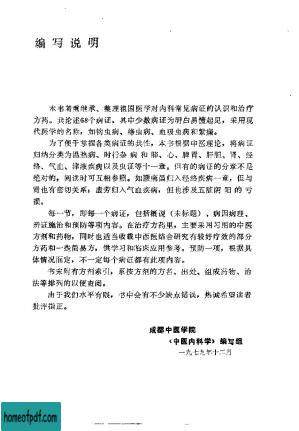 编写说明
本书着重继承、整理祖国医学对内科常见病证的认识和治疗
方药。共论述68个病证，其中少数病证为明白易懂起见，采用现
代医学的名称，如钩虫病、绦虫病、血吸虫病和紫癜。
为了便于掌握各类病证的共性，本书根据中医理论，将病证
归纳分类为温热病、时行杂病和肺、心、脾胃、肝胆、肾、经
络、气血、津液疾病以及虫证等十一章。但有的病证的分章不是
绝对的，阅读时可互相参照。如腰痛虽归入经络疾病一章，但与
肾也有密切关系；虚劳归入气血疾病，但也涉及五脏阴阳的亏
损。
每一节，即每一个病证，包括概说（未标题）、病因病理、
辨证施治和预防等项内容。在治疗方药里，主要采用习用的中医
方剂和药物，同时也适当收载中西医结合研究有较好疗效的部分
方药和一些简易方，供学习和临床应用参考。预防一项，根据具
体情况而定，不一定每个病证都有此项内容。
书末附有方剂索引，系按方剂的方名、出处、组成药物、治
法等排列的以便查阅。
由于我们水平有限，书中会有不少缺点错误，热诚希望读者
批评指正。
成都中医学院
《中医内科学》编写组
一九七九年十二月
homeofpdf.com